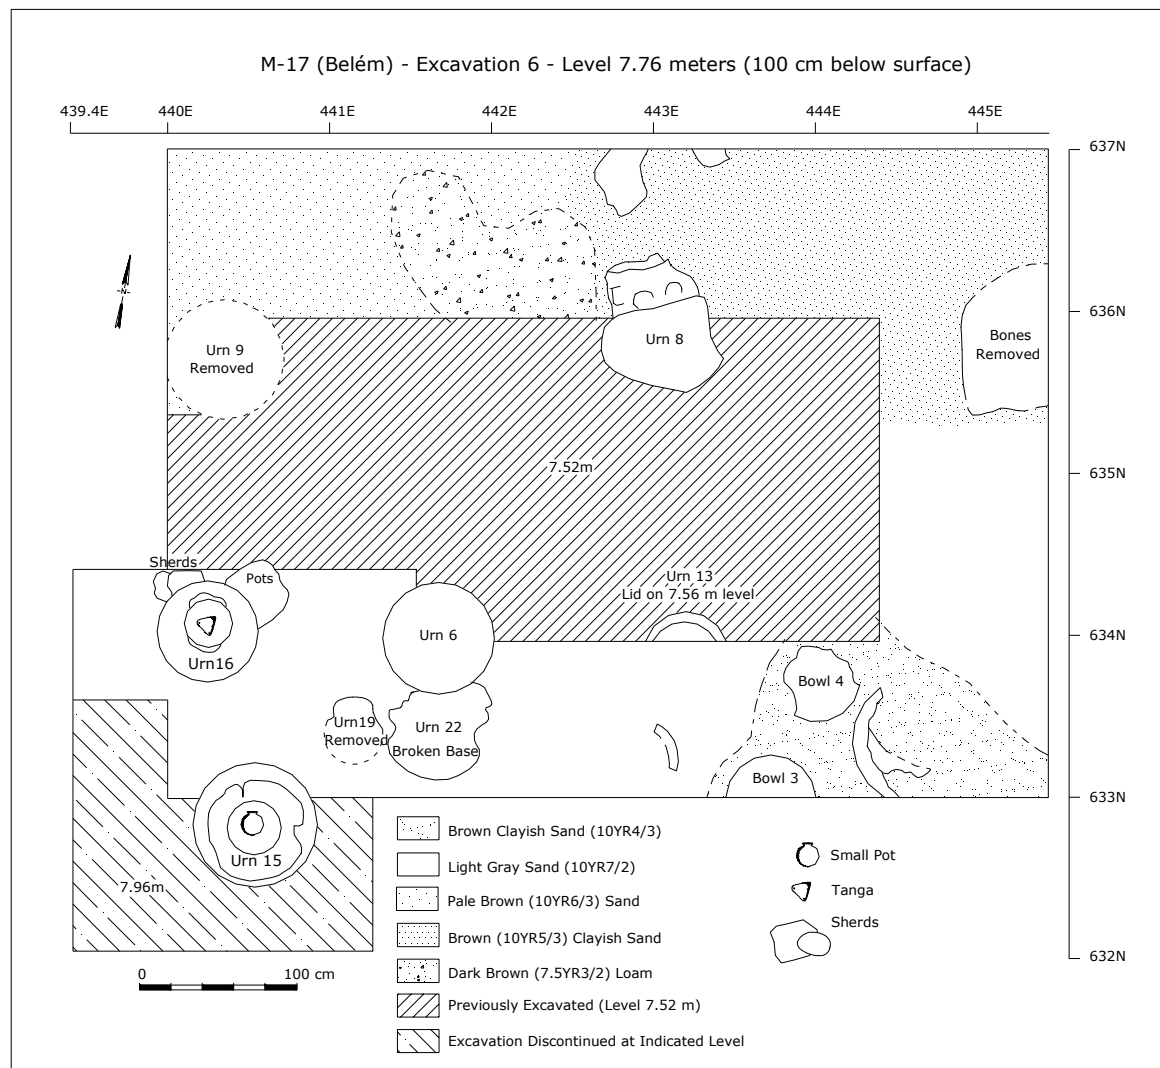 M-17 (Belém) - Excavation 6 - Level 7.76 meters (100 cm below surface)
439.4E 440E 441E 442E 443E 444E 445E
637N
636N
635N
634N
633N
632N
N
Urn 9
Removed
Urn 8
Bones
Removed
7.52m
Sherds
Pots
Urn16
Urn 6
Urn 13
Lid on 7.56 m level
Bowl 4
Urn19
Removed
Urn 22
Broken Base
Bowl 3
Urn 15
7.96m
0 100 cm
Brown Clayish Sand (10YR4/3)
Light Gray Sand (10YR7/2)
Pale Brown (10YR6/3) Sand
Brown (10YR5/3) Clayish Sand
Dark Brown (7.5YR3/2) Loam
Previously Excavated (Level 7.52 m)
Excavation Discontinued at Indicated Level
Small Pot
Tanga
Sherds